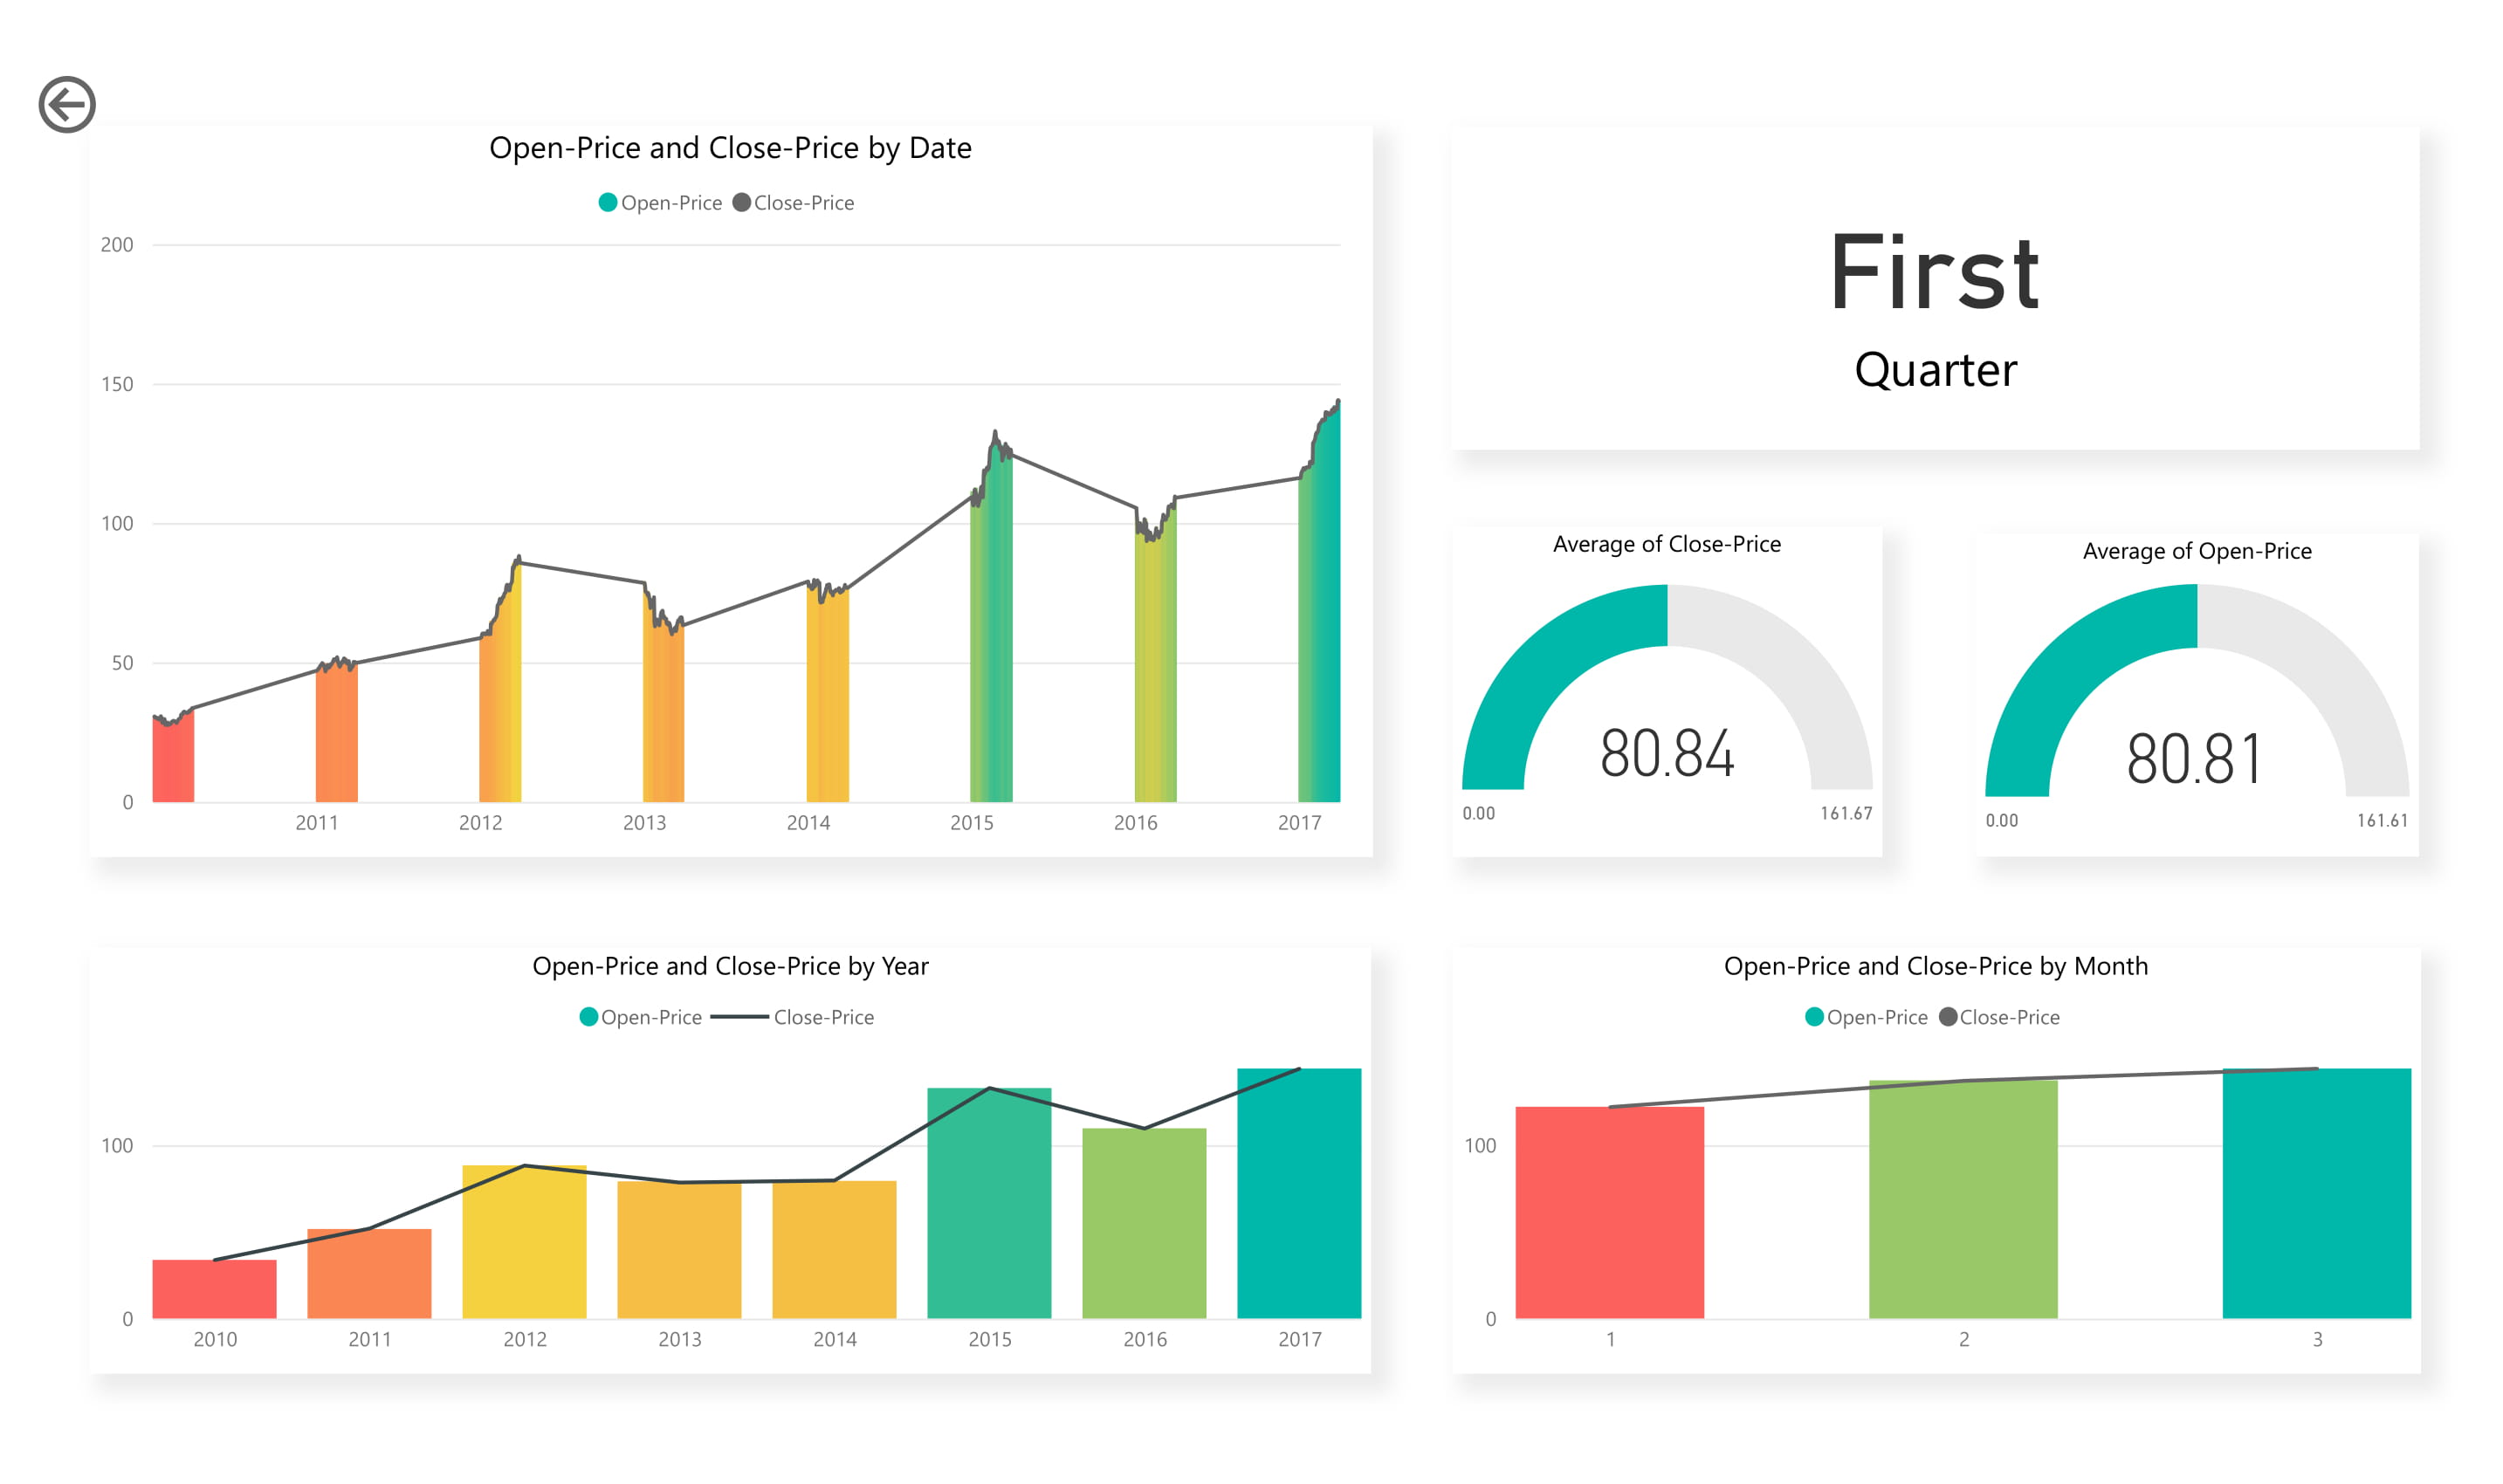 Open-Price and Close-Price by Date
Open-Price Close-Price
200
150
100
50
0
2011 2012 2013 2014 2015 2016 2017
First
Quarter
Average of Close-Price
80.84
0.00 161.67
Average of Open-Price
80.81
0.00 161.61
Open-Price and Close-Price by Year
Open-Price Close-Price
100
0
2010 2011 2012 2013 2014 2015 2016 2017
Open-Price and Close-Price by Month
Open-Price Close-Price
100
0
1 2 3